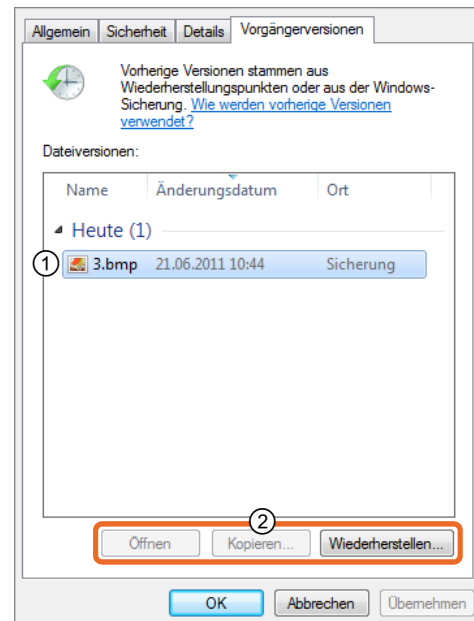 Allgemein Sicherheit Details Vorgängerversionen
Vorherige Versionen stammen aus
Wiederherstellungspunkten oder aus der Windows-
Sicherung. Wie werden vorherige Versionen
verwendet?
Dateiversionen:
Name Änderungsdatum Ort
Heute (1)
1 3.bmp 21.06.2011 10:44 Sicherung
2
Öffnen Kopieren... Wiederherstellen...
OK Abbrechen Übernehmen